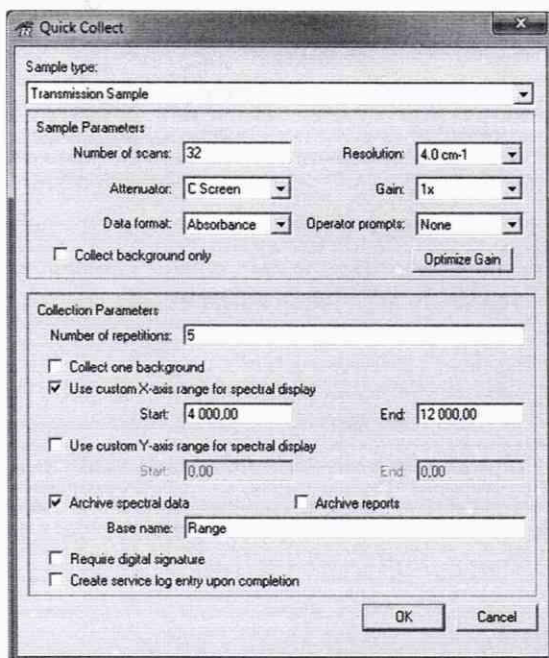 Quick Collect
Sample type:
Transmission Sample
Sample Parameters
Number of scans: 32 Resolution: 4.0 cm-1
Attenuator: C Screen Gain: 1x
Data format: Absorbance Operator prompts: None
Collect background only Optimize Gain
Collection Parameters
Number of repetitions: 5
Collect one background
Use custom X-axis range for spectral display
Start: 4 000,00 End: 12 000,00
Use custom Y-axis range for spectral display
Start: 0,00 End: 0,00
Archive spectral data Archive reports
Base name: Range
Require digital signature
Create service log entry upon completion
OK Cancel